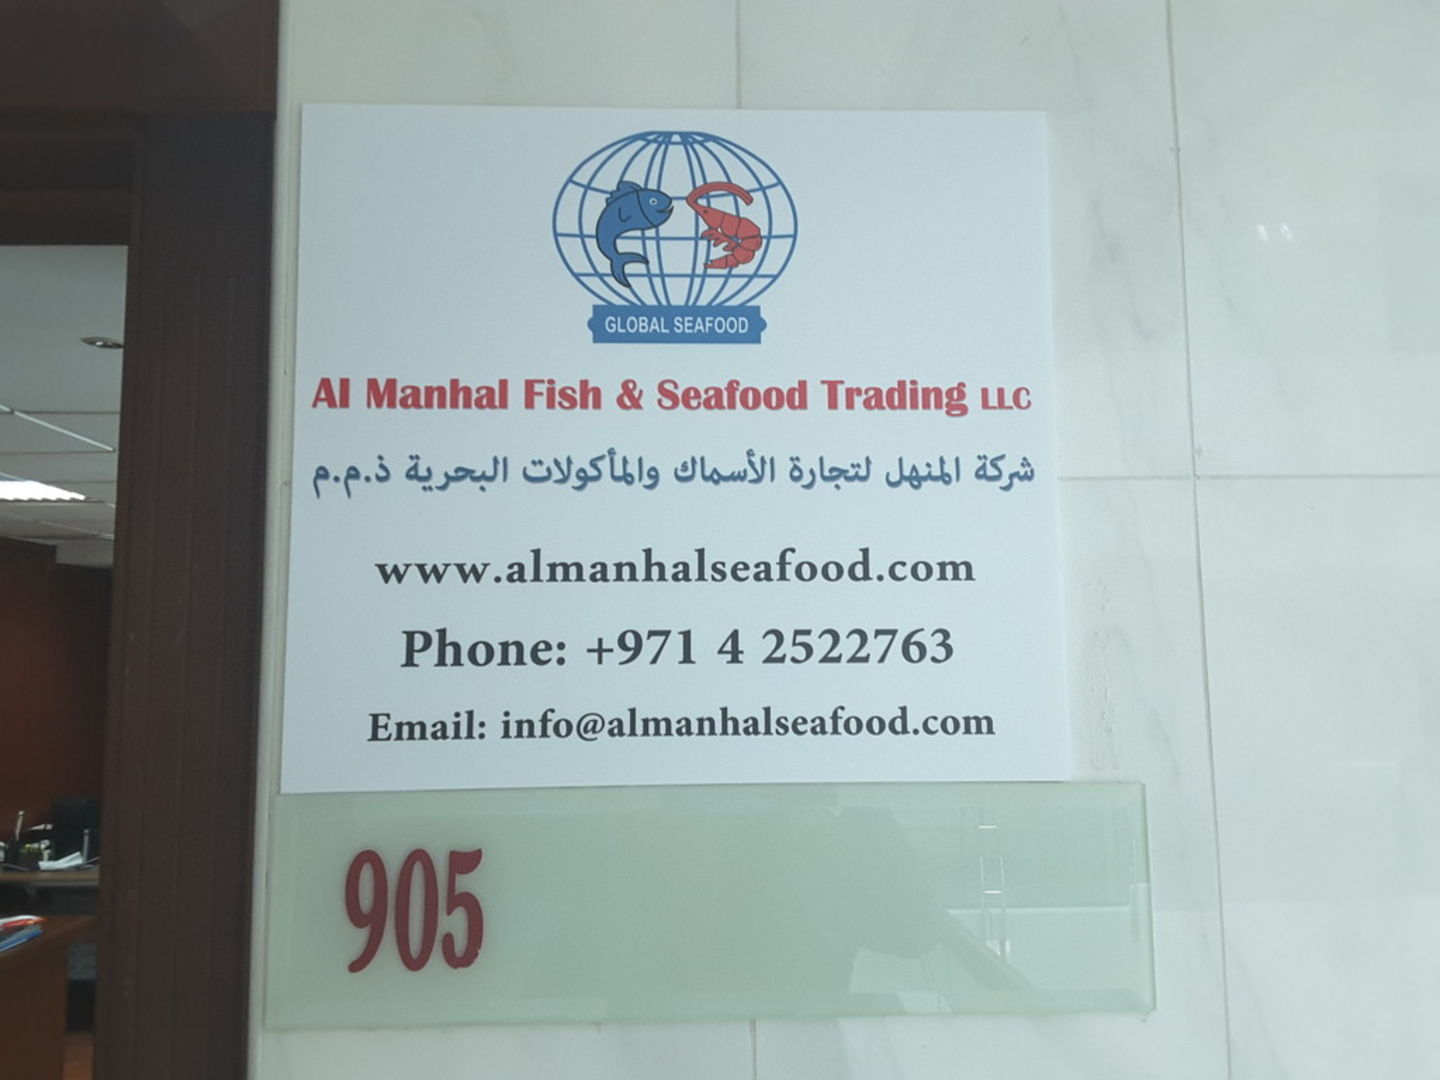 GLOBAL SEAFOOD
Al Manhal Fish & Seafood Trading LLC
شركة المنهل لتجارة الأسماك والمأكولات البحرية ذ.م.م
www.almanhalseafood.com
Phone: +971 4 2522763
Email: info@almanhalseafood.com
905